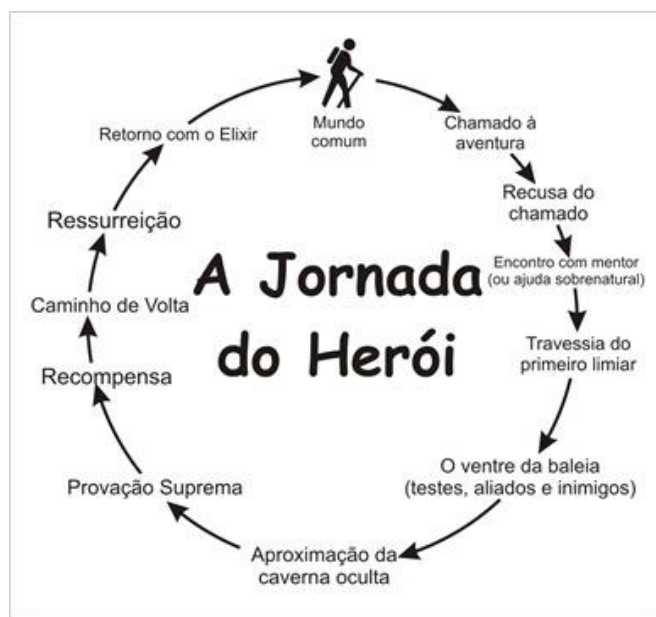 Mundo
comum
Chamado à
aventura
Recusa do
chamado
Encontro com mentor
(ou ajuda sobrenatural)
Travessia do
primeiro limiar
O ventre da baleia
(testes, aliados e inimigos)
Aproximação da
caverna oculta
Provação Suprema
Recompensa
Caminho de Volta
Ressurreição
Retorno com o Elixir
A Jornada
do Herói